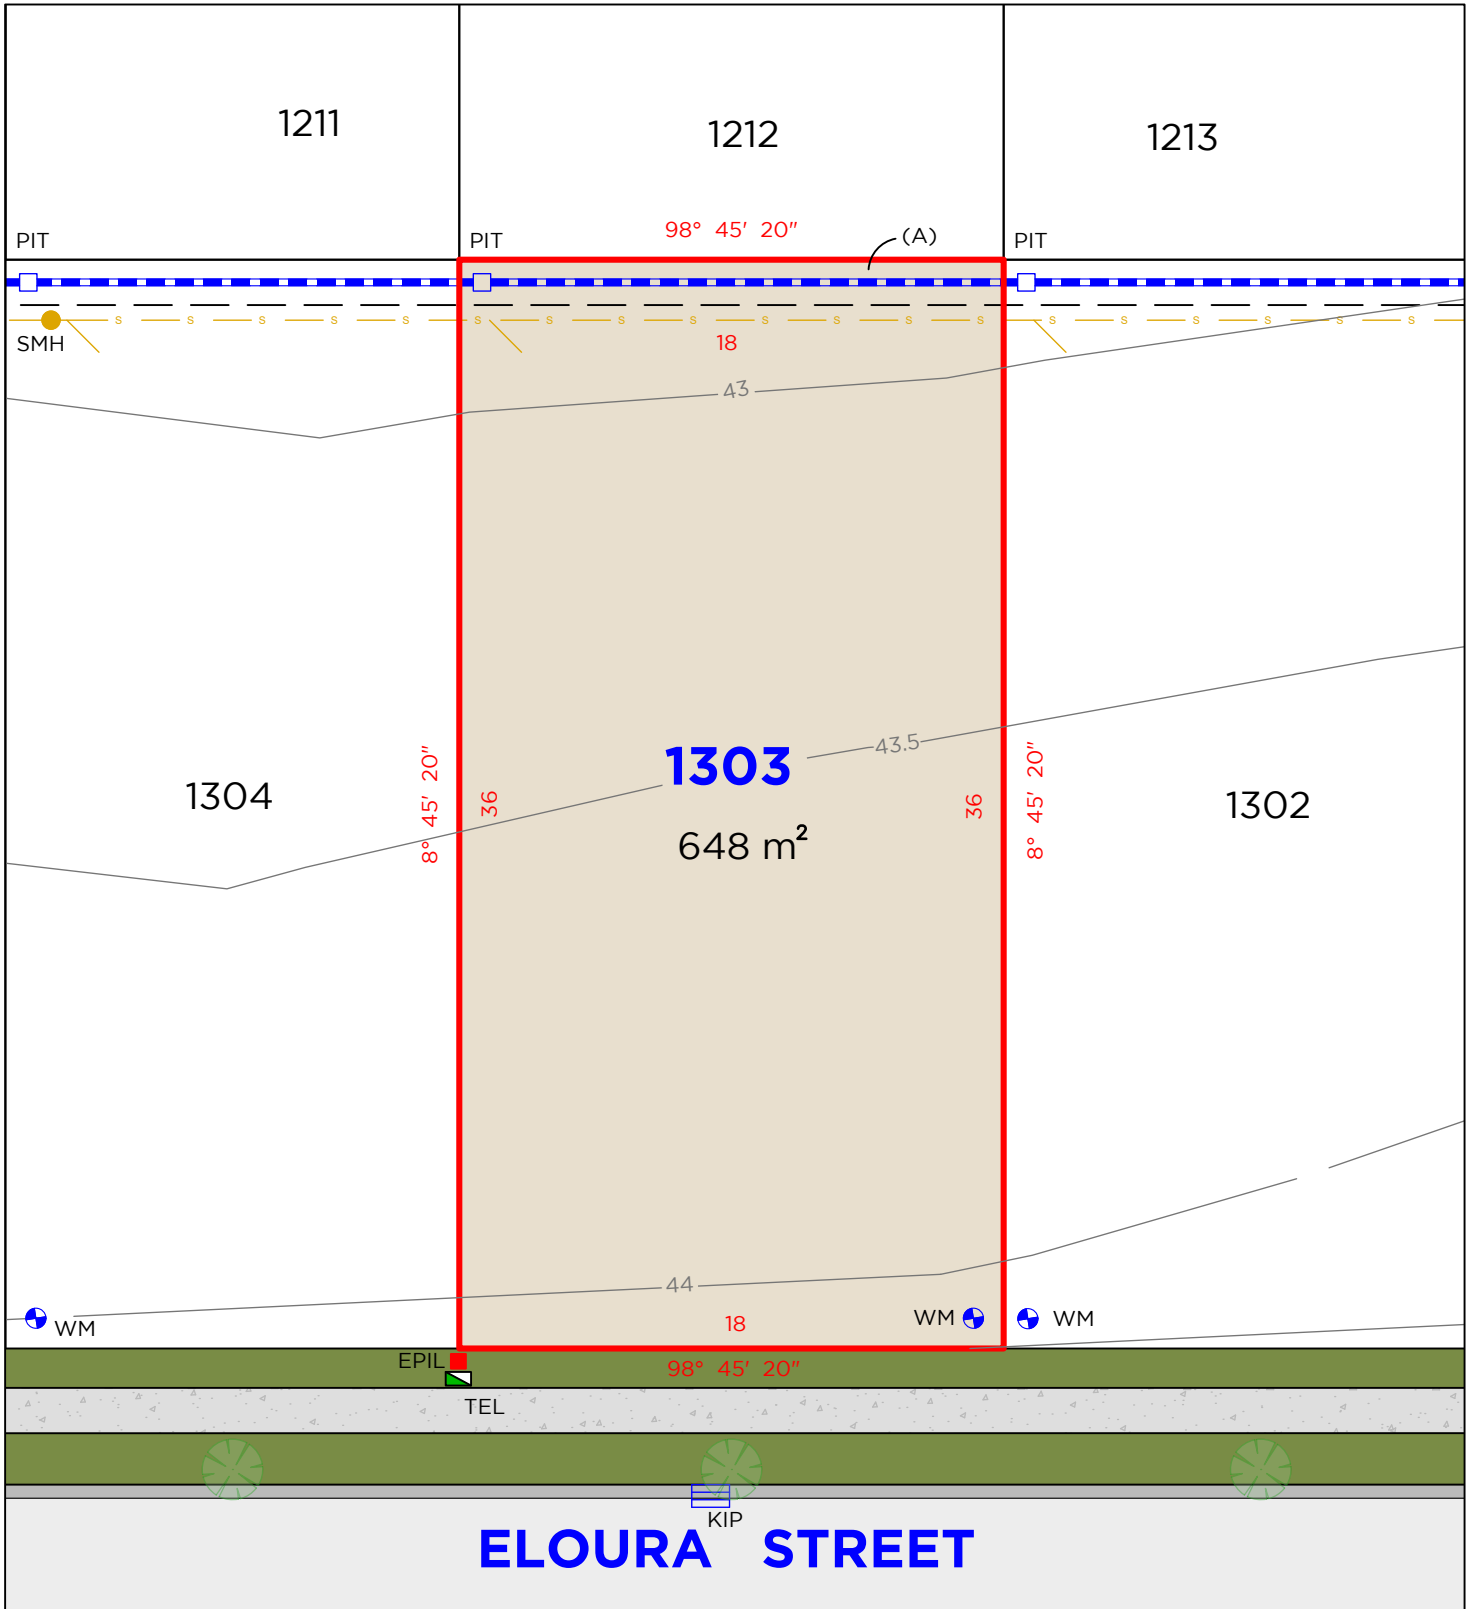 1211
1212
1213
98° 45' 20"
(A)
PIT
PIT
PIT
s s s s s s s s s s s s s s s s s s s
SMH
18
43
43.5
1303
8° 45' 20"
36
36
8° 45' 20"
1304
1302
648 m²
44
WM
WM
WM
18
EPIL
98° 45' 20"
TEL
KIP
ELOURA STREET